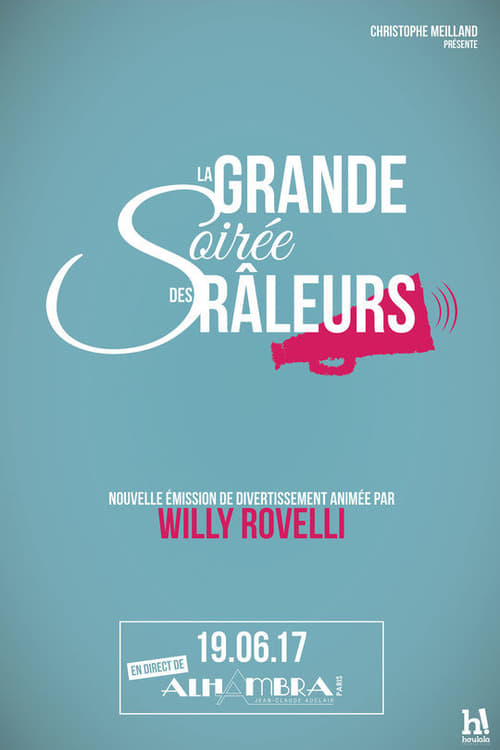 CHRISTOPHE MEILLAND
PRÉSENTE
LA GRANDE
Soirée
DES RÂLEURS
NOUVELLE ÉMISSION DE DIVERTISSEMENT ANIMÉE PAR
WILLY ROVELLI
19.06.17
EN DIRECT DE
ALHAMBRA PARIS
JEAN-CLAUDE AUCLAIR
h!
houlala